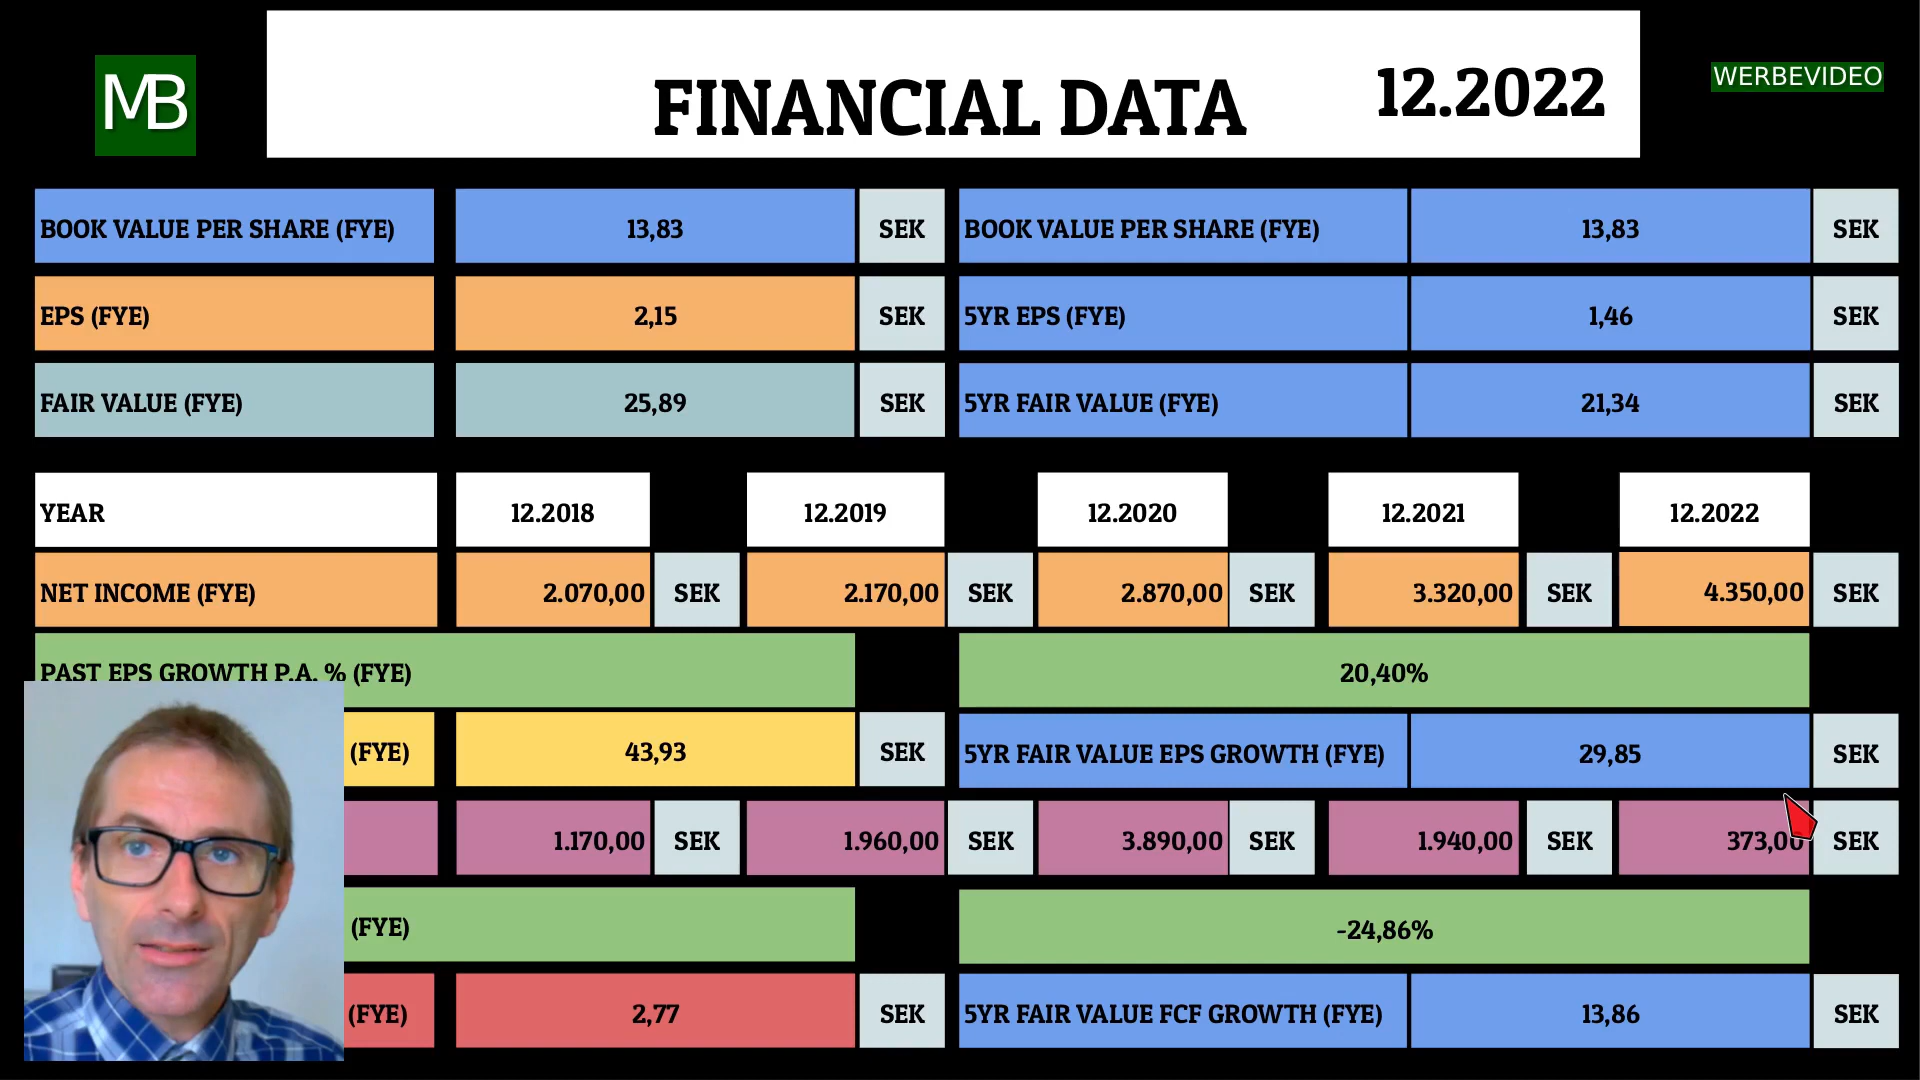 MB
FINANCIAL DATA
12.2022
WERBEVIDEO
BOOK VALUE PER SHARE (FYE) 13,83 SEK BOOK VALUE PER SHARE (FYE) 13,83 SEK
EPS (FYE) 2,15 SEK 5YR EPS (FYE) 1,46 SEK
FAIR VALUE (FYE) 25,89 SEK 5YR FAIR VALUE (FYE) 21,34 SEK
YEAR 12.2018 12.2019 12.2020 12.2021 12.2022
NET INCOME (FYE) 2.070,00 SEK 2.170,00 SEK 2.870,00 SEK 3.320,00 SEK 4.350,00 SEK
PAST EPS GROWTH P.A. % (FYE) 20,40%
(FYE) 43,93 SEK 5YR FAIR VALUE EPS GROWTH (FYE) 29,85 SEK
1.170,00 SEK 1.960,00 SEK 3.890,00 SEK 1.940,00 SEK 373,00 SEK
(FYE) -24,86%
(FYE) 2,77 SEK 5YR FAIR VALUE FCF GROWTH (FYE) 13,86 SEK